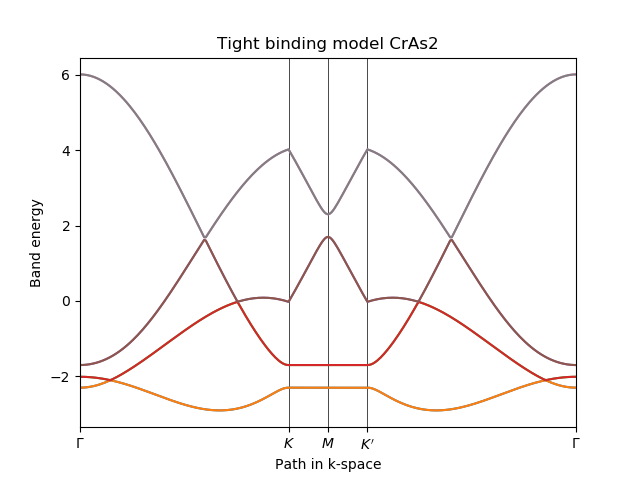 Tight binding model CrAs2
Band energy
6
4
2
0
−2
Γ K M K′ Γ
Path in k-space